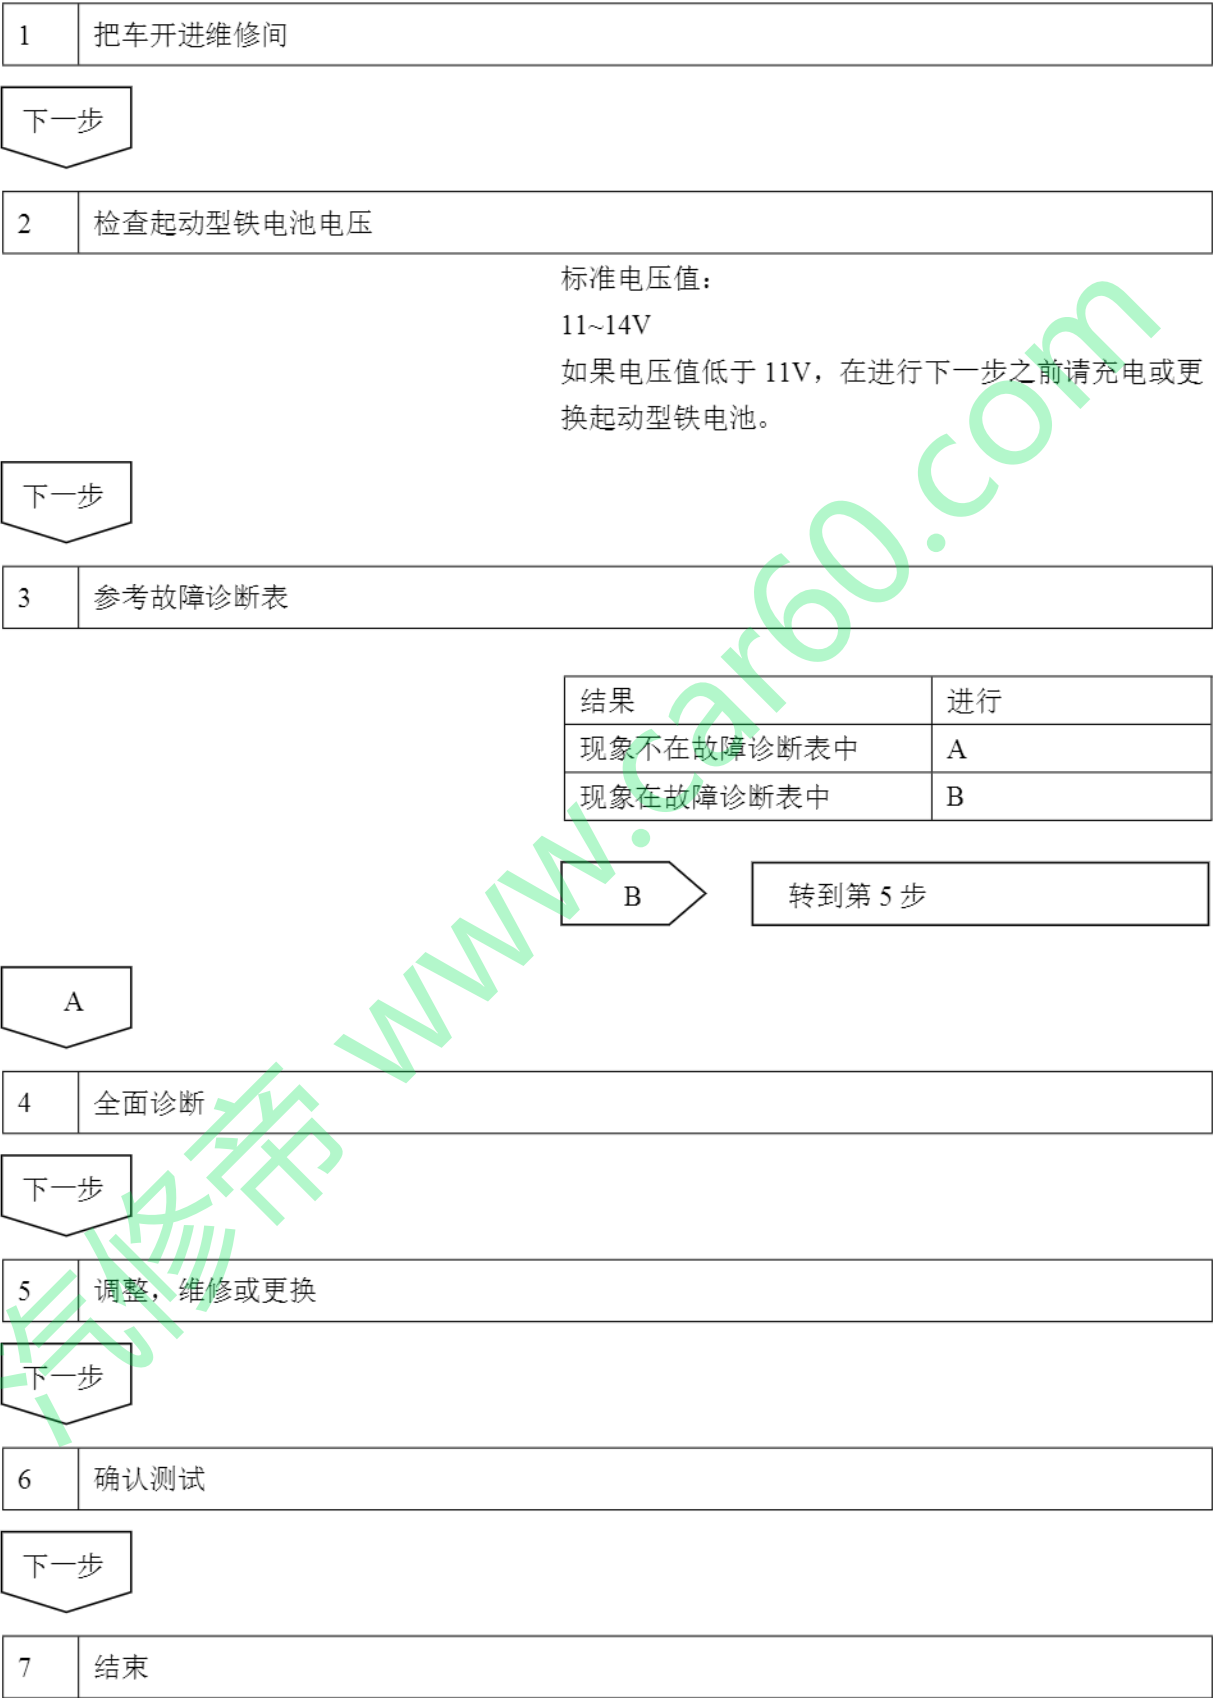 1 把车开进维修间
下一步
2 检查起动型铁电池电压
标准电压值：
11~14V
如果电压值低于 11V，在进行下一步之前请充电或更
换起动型铁电池。
下一步
3 参考故障诊断表
结果 进行
现象不在故障诊断表中 A
现象在故障诊断表中 B
B 转到第 5 步
A
4 全面诊断
下一步
5 调整，维修或更换
下一步
6 确认测试
下一步
7 结束
汽修帝 www.car60.com